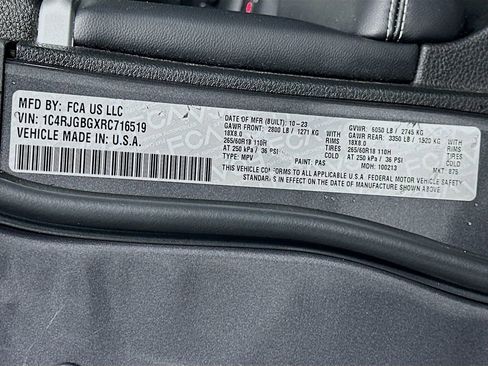 MFD BY: FCA US LLC
VIN: 1C4RJGBGXRC716519
VEHICLE MADE IN: U.S.A.
DATE OF MFR (BUILT): 10-23
GAWR FRONT: 2800 LB / 1271 KG WITH
18X8.0 RIMS
265/60R18 110H TIRES
AT 250 kPa / 36 PSI
TYPE: MPV PAINT: PAS
GVWR: 6050 LB / 2745 KG
GAWR REAR: 3350 LB / 1520 KG WITH
18X8.0 RIMS
265/60R18 110H TIRES
AT 250 kPa / 36 PSI
MDH: 100213
MKT: 875
THIS VEHICLE CONFORMS TO ALL APPLICABLE U.S.A. FEDERAL MOTOR VEHICLE SAFETY
STANDARDS IN EFFECT ON THE DATE OF MANUFACTURE SHOWN ABOVE